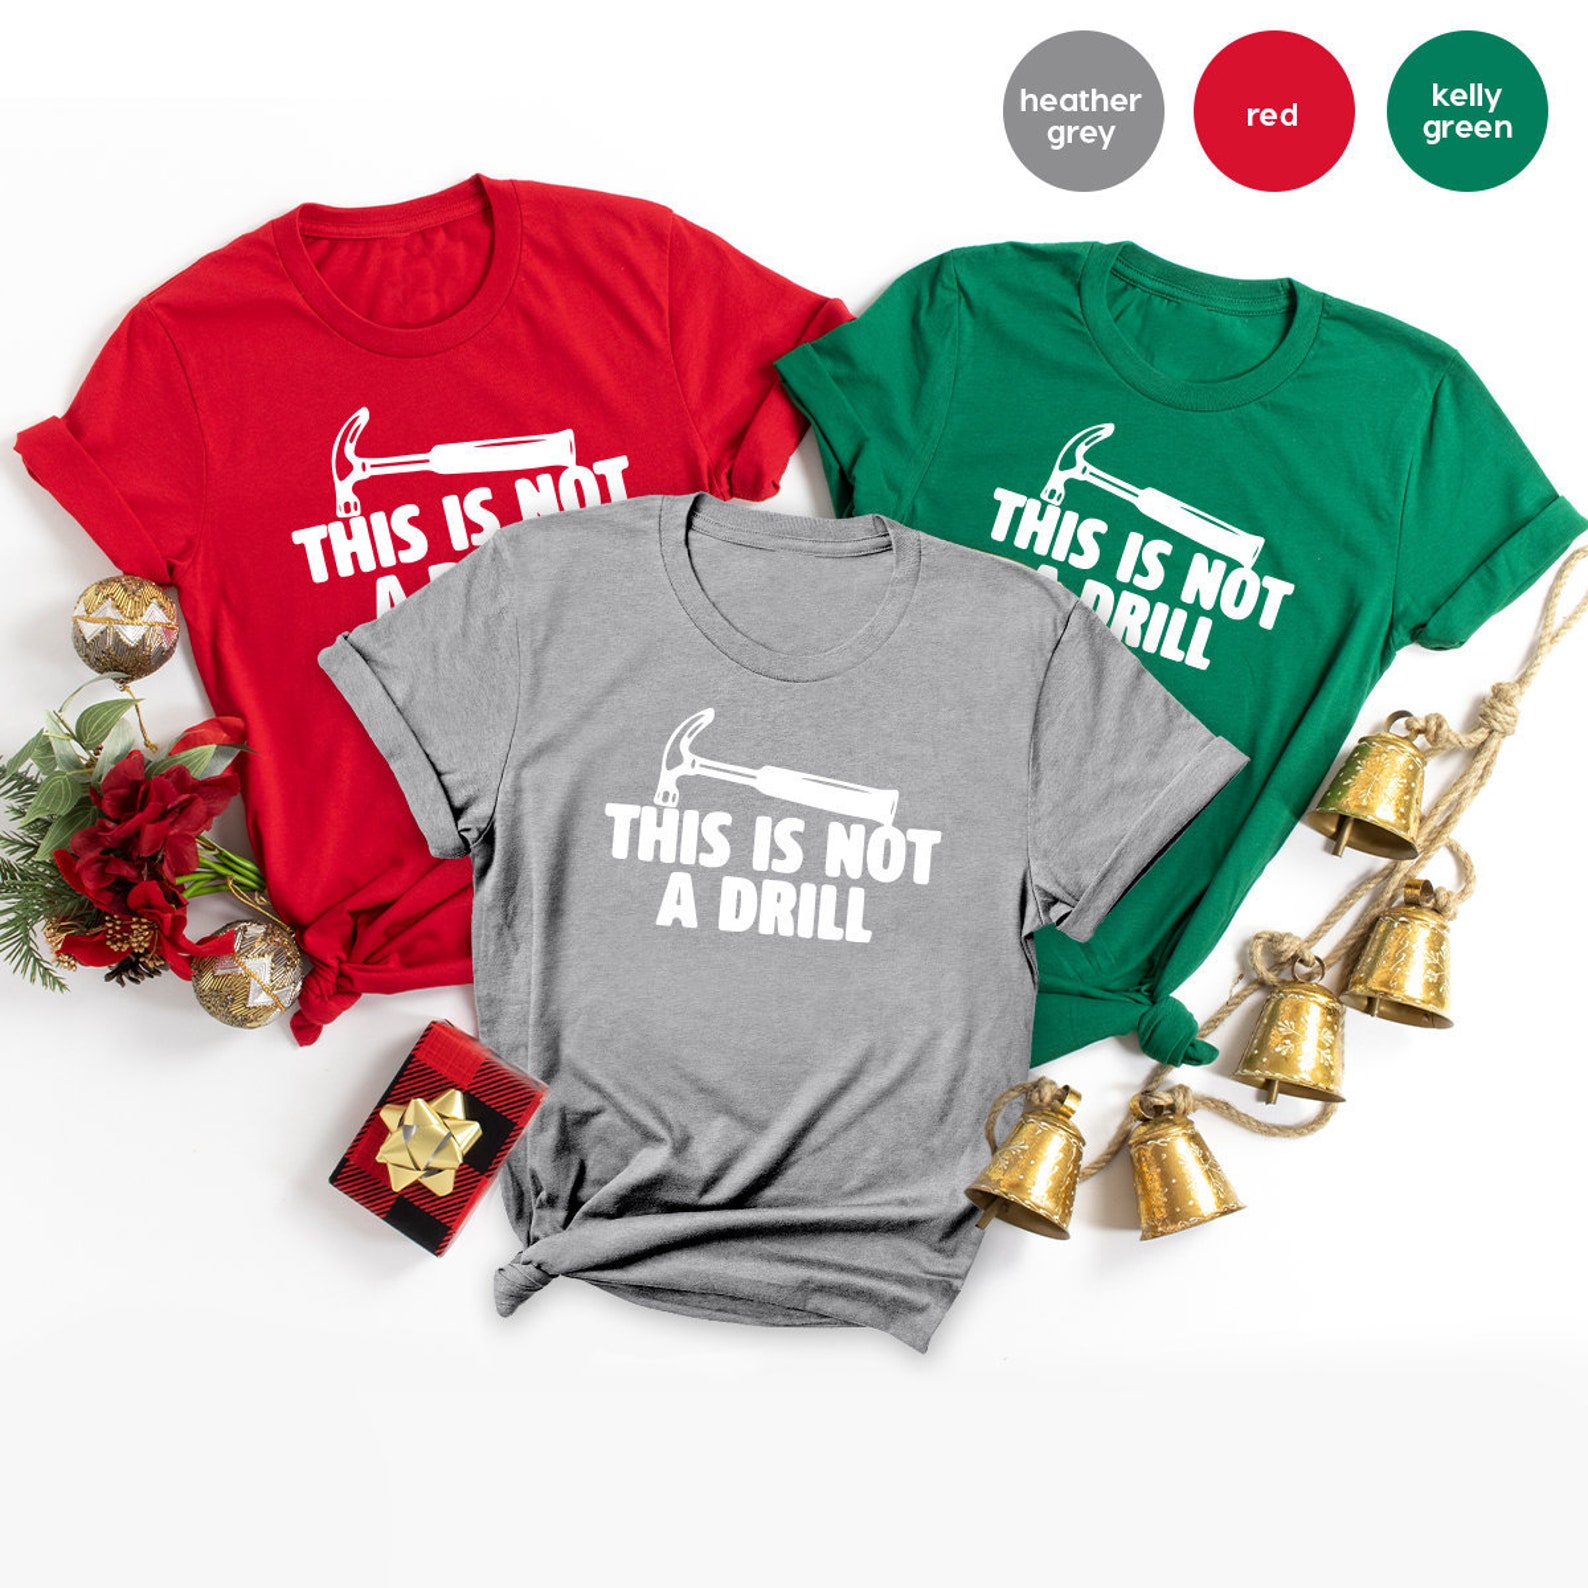 heather
grey
red
kelly
green
THIS IS NOT
A
THIS IS NOT
A DRILL
THIS IS NOT
A DRILL